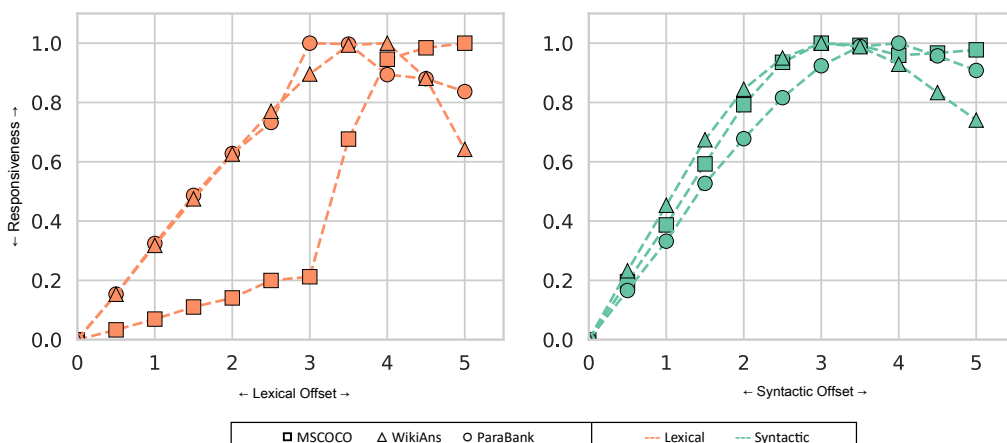 1.0
0.8
0.6
0.4
0.2
0.0
← Responsiveness →
0 1 2 3 4 5
← Lexical Offset →
1.0
0.8
0.6
0.4
0.2
0.0
0 1 2 3 4 5
← Syntactic Offset →
MSCOCO WikiAns ParaBank Lexical Syntactic